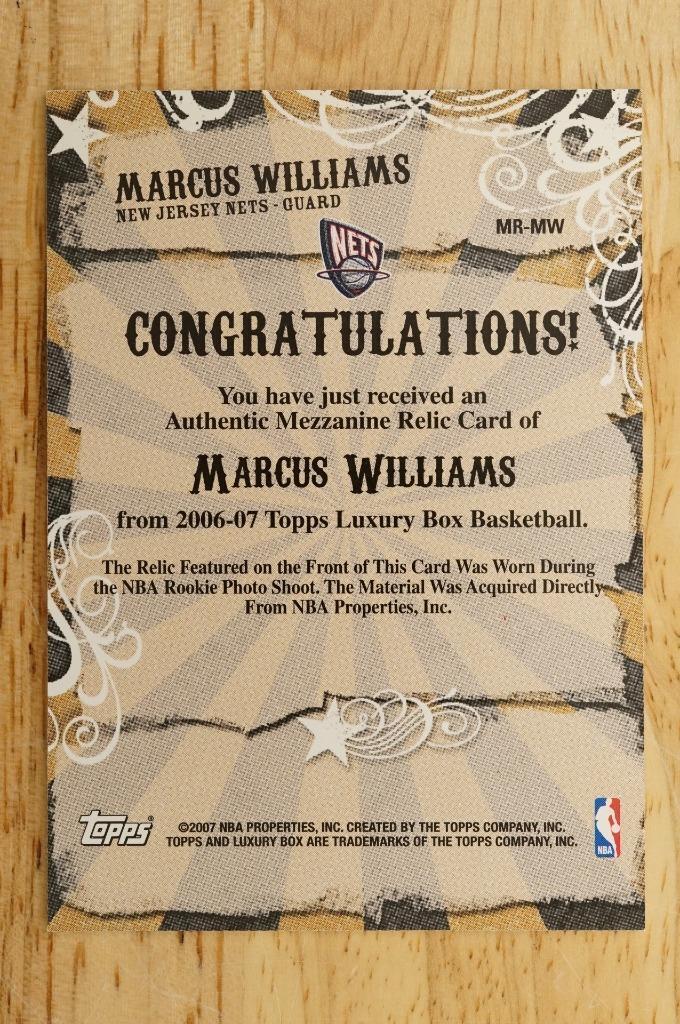 MARCUS WILLIAMS
NEW JERSEY NETS - GUARD
MR-MW
NETS
CONGRATULATIONS!
You have just received an
Authentic Mezzanine Relic Card of
MARCUS WILLIAMS
from 2006-07 Topps Luxury Box Basketball.
The Relic Featured on the Front of This Card Was Worn During
the NBA Rookie Photo Shoot. The Material Was Acquired Directly
From NBA Properties, Inc.
topps®
©2007 NBA PROPERTIES, INC. CREATED BY THE TOPPS COMPANY, INC.
TOPPS AND LUXURY BOX ARE TRADEMARKS OF THE TOPPS COMPANY, INC.
NBA